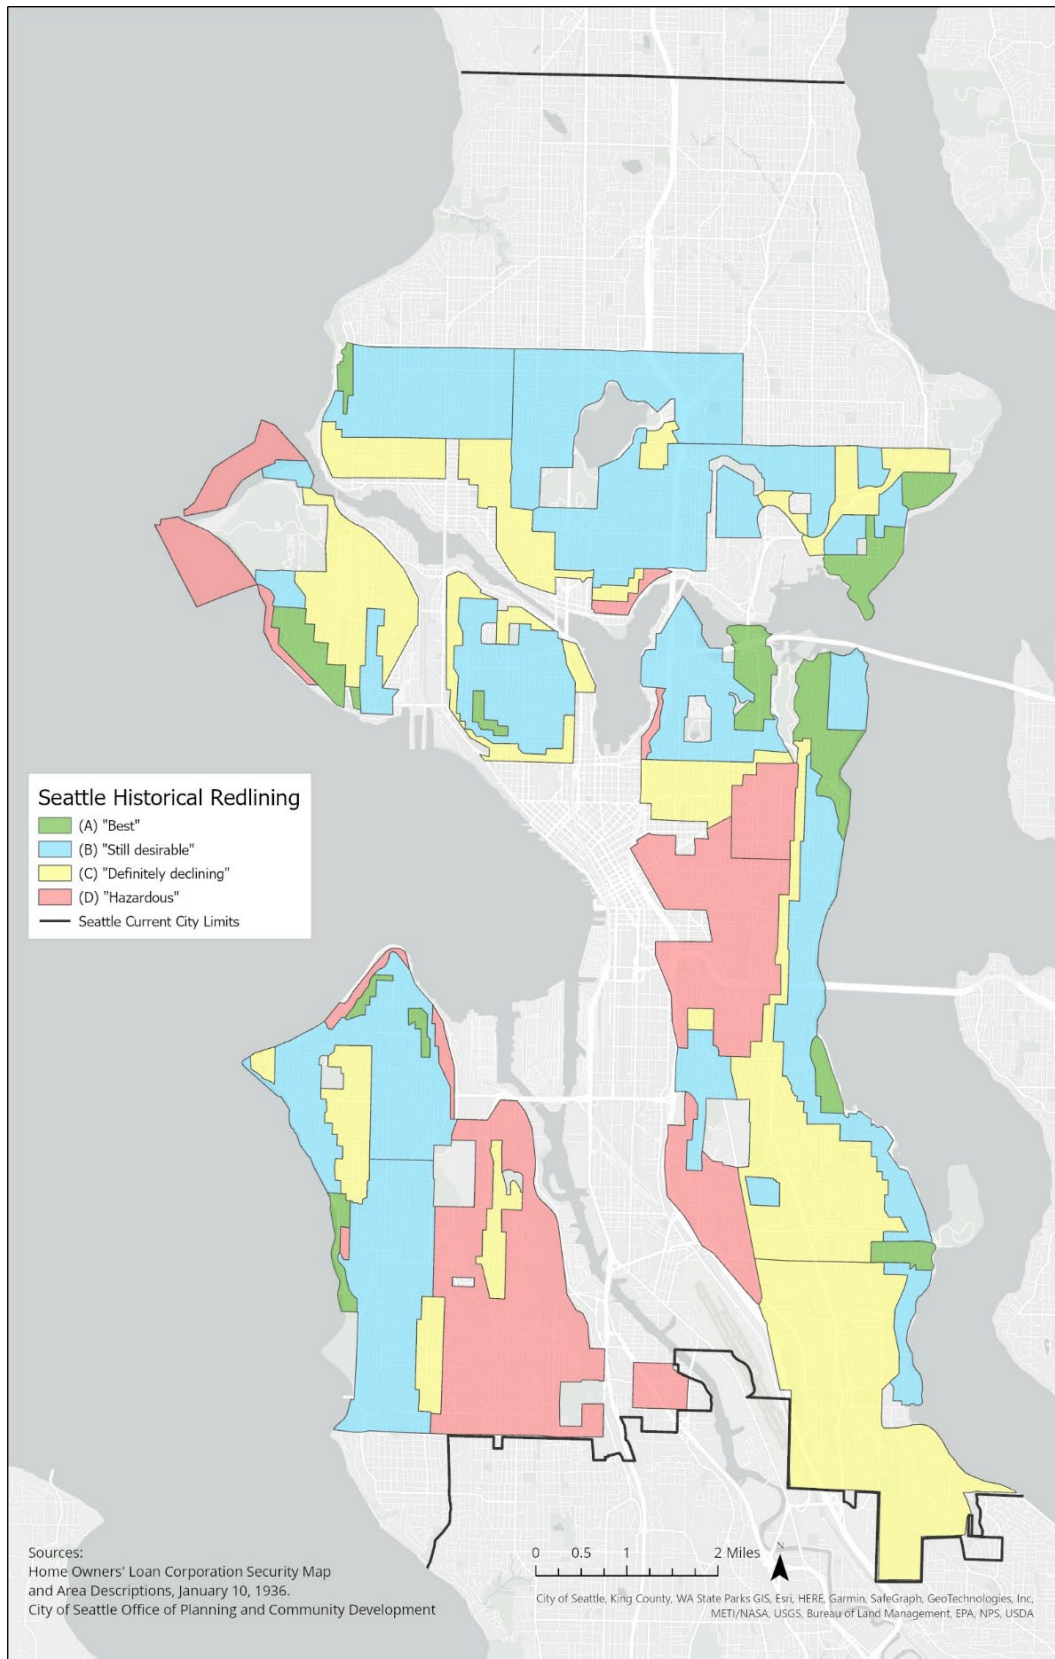 Seattle Historical Redlining
(A) "Best"
(B) "Still desirable"
(C) "Definitely declining"
(D) "Hazardous"
Seattle Current City Limits
Sources:
Home Owners' Loan Corporation Security Map
and Area Descriptions, January 10, 1936.
City of Seattle Office of Planning and Community Development
0 0.5 1 2 Miles
N
City of Seattle, King County, WA State Parks GIS, Esri, HERE, Garmin, SafeGraph, GeoTechnologies, Inc,
METI/NASA, USGS, Bureau of Land Management, EPA, NPS, USDA